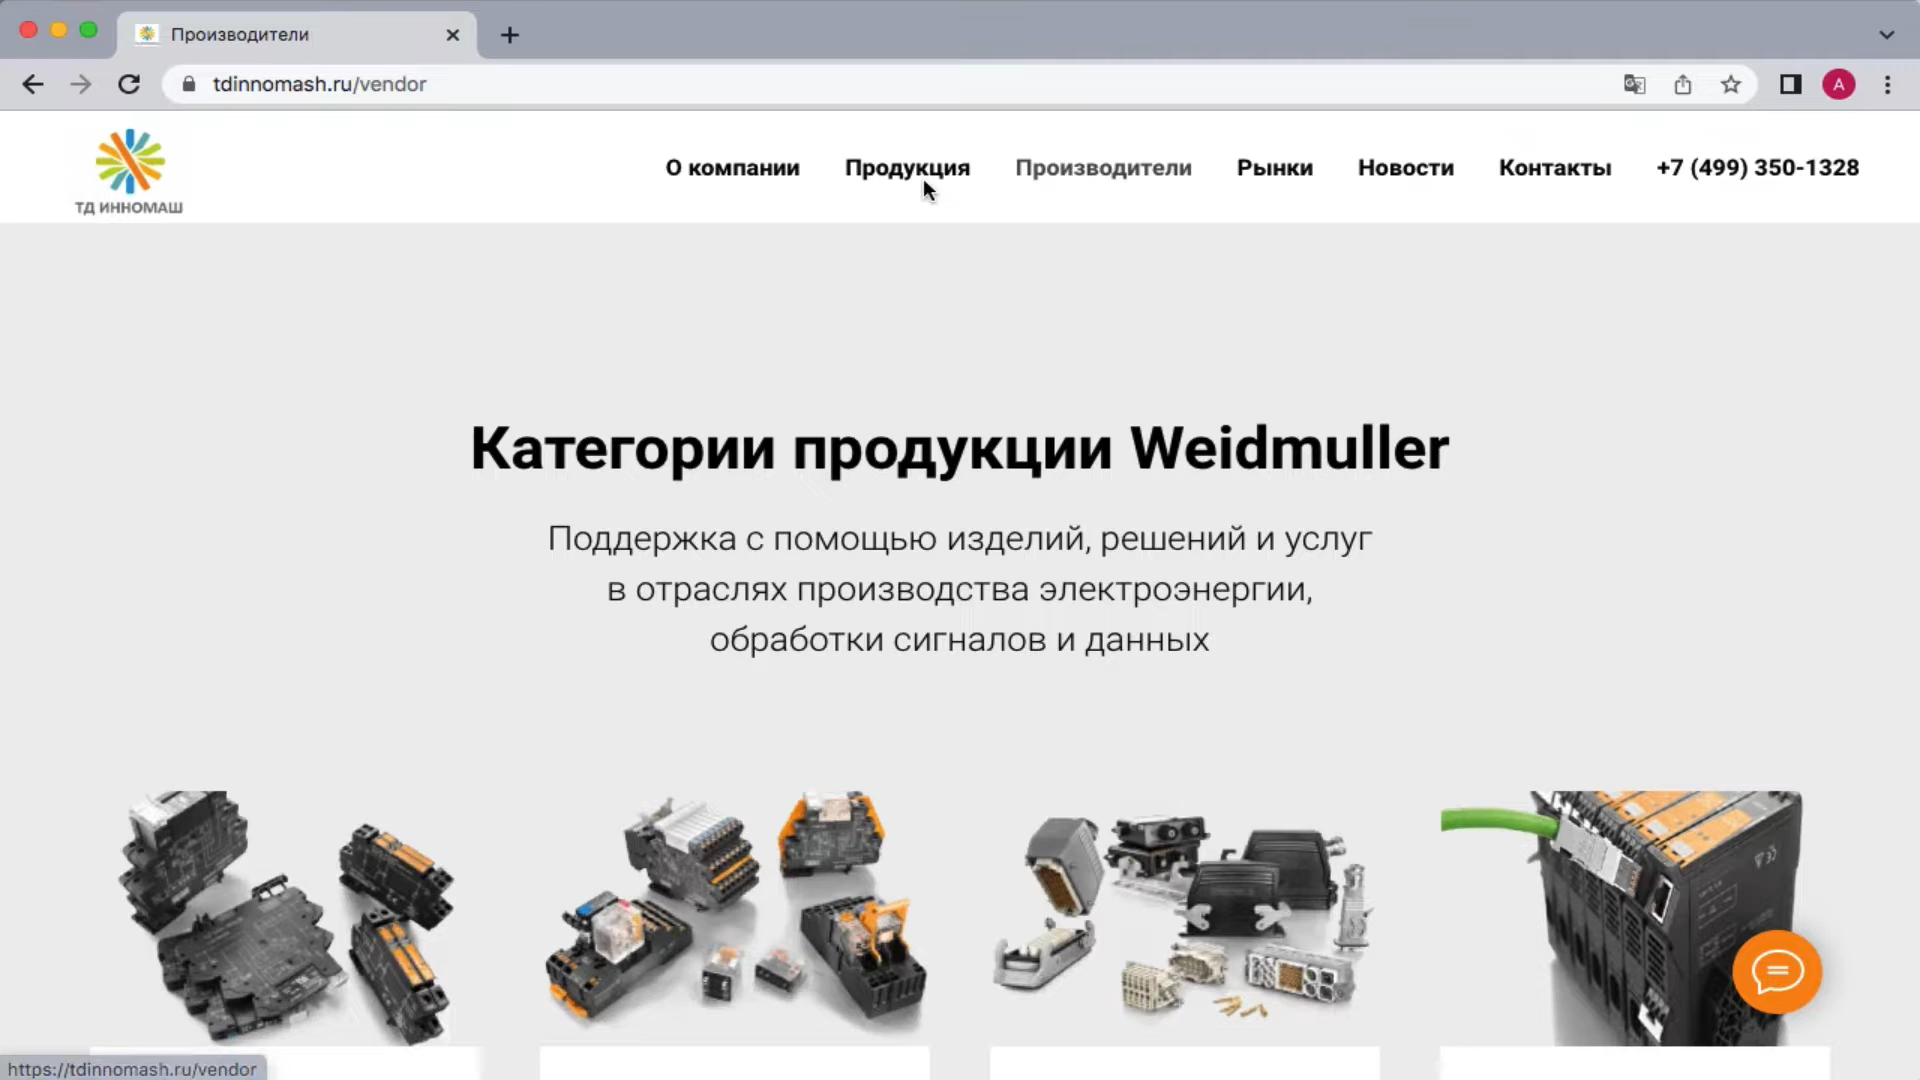 Производители
tdinnomash.ru/vendor
A
ТД ИННОМАШ
О компании
Продукция
Производители
Рынки
Новости
Контакты
+7 (499) 350-1328
Категории продукции Weidmuller
Поддержка с помощью изделий, решений и услуг
в отраслях производства электроэнергии,
обработки сигналов и данных
https://tdinnomash.ru/vendor